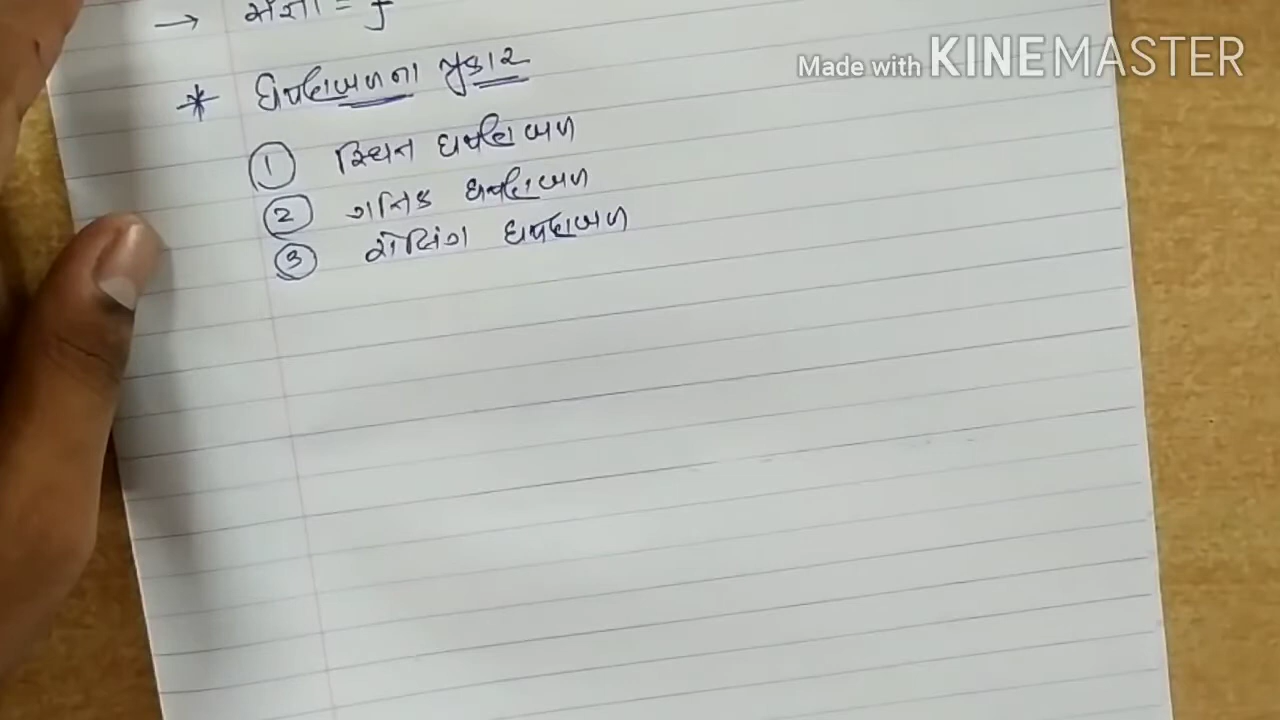 → સંજ્ઞા = f
Made with KINEMASTER
* ઘર્ષણબળના પ્રકાર
1 સ્થિત ઘર્ષણબળ
2 ગતિક ઘર્ષણબળ
3 રોલિંગ ઘર્ષણબળ